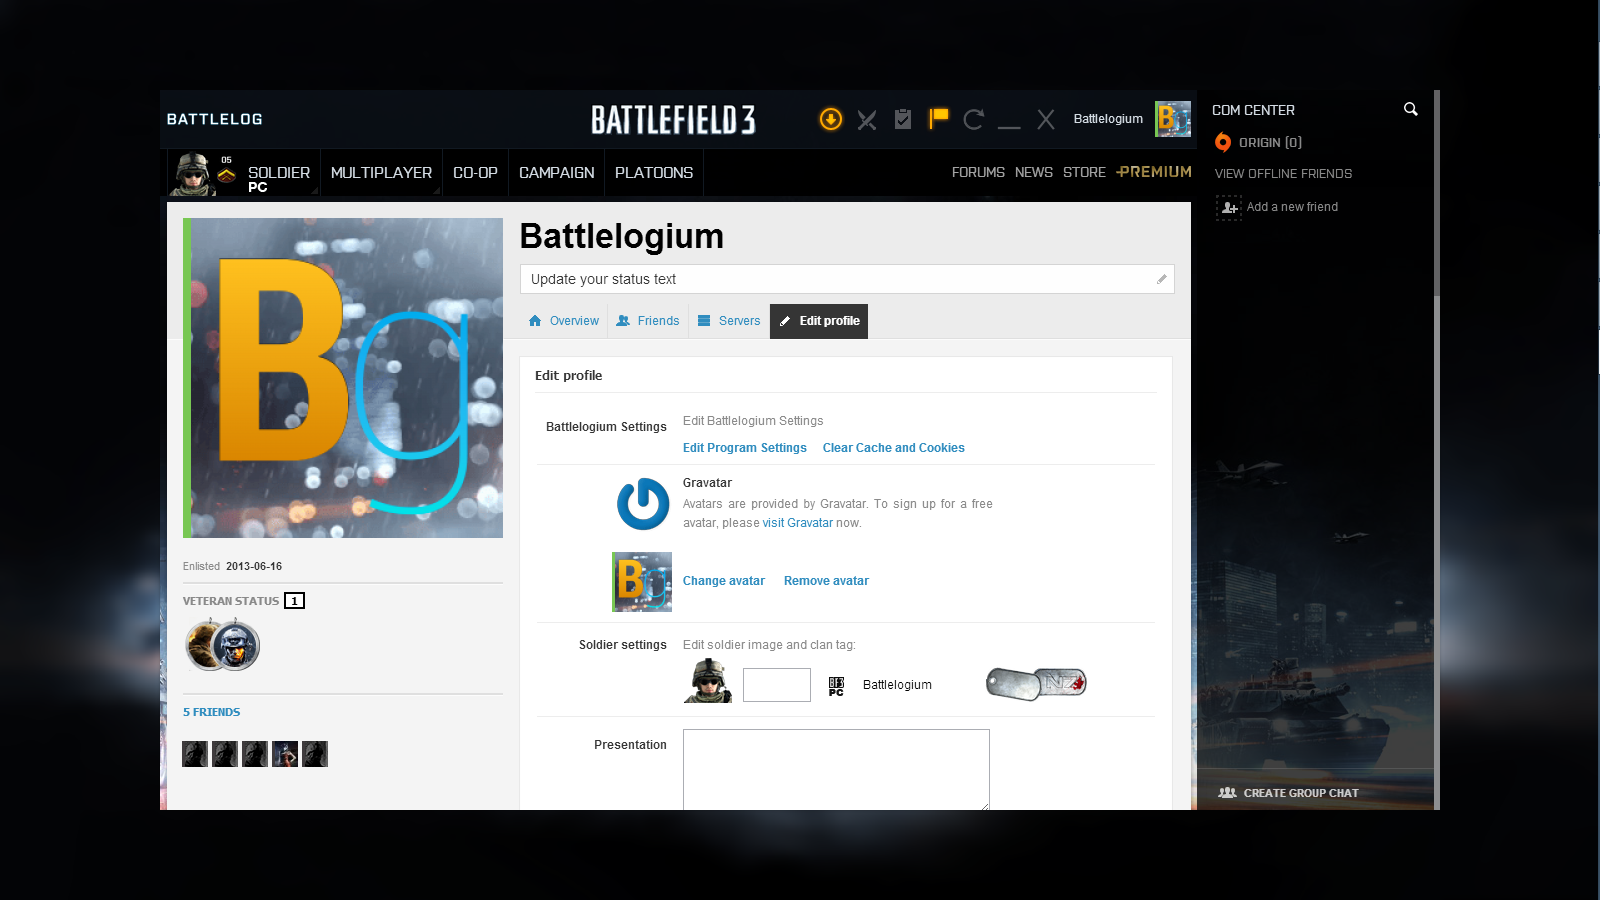 BATTLELOG
BATTLEFIELD 3
Battlelogium
Bg
05
SOLDIER
PC
MULTIPLAYER
CO-OP
CAMPAIGN
PLATOONS
FORUMS
NEWS
STORE
PREMIUM
COM CENTER
ORIGIN [0]
VIEW OFFLINE FRIENDS
Add a new friend
Bg
Battlelogium
Update your status text
Overview
Friends
Servers
Edit profile
Enlisted 2013-06-16
VETERAN STATUS 1
5 FRIENDS
Edit profile
Battlelogium Settings
Edit Battlelogium Settings
Edit Program Settings
Clear Cache and Cookies
Gravatar
Avatars are provided by Gravatar. To sign up for a free
avatar, please visit Gravatar now.
Bg
Change avatar
Remove avatar
Soldier settings
Edit soldier image and clan tag:
BF3
PC
Battlelogium
N7
Presentation
CREATE GROUP CHAT